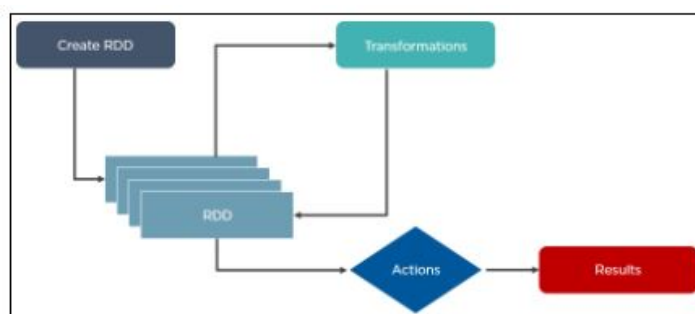 Create RDD
Transformations
RDD
Actions
Results